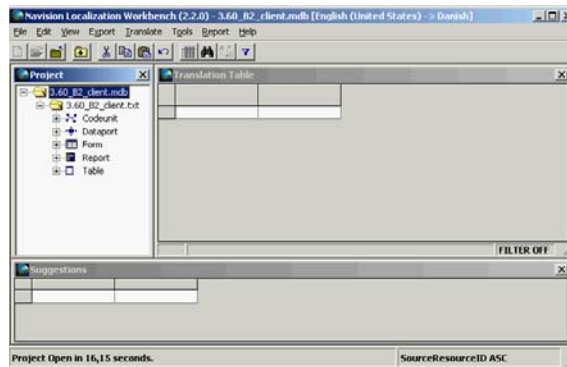 Navision Localization Workbench (2.2.0) - 3.60_B2_client.mdb [English (United States) -> Danish]
File Edit View Export Translate Tools Report Help
Project
Translation Table
3.60_B2_client.mdb
3.60_B2_client.txt
Codeunit
Dataport
Form
Report
Table
FILTER OFF
Suggestions
Project Open in 16,15 seconds.
SourceResourceID ASC